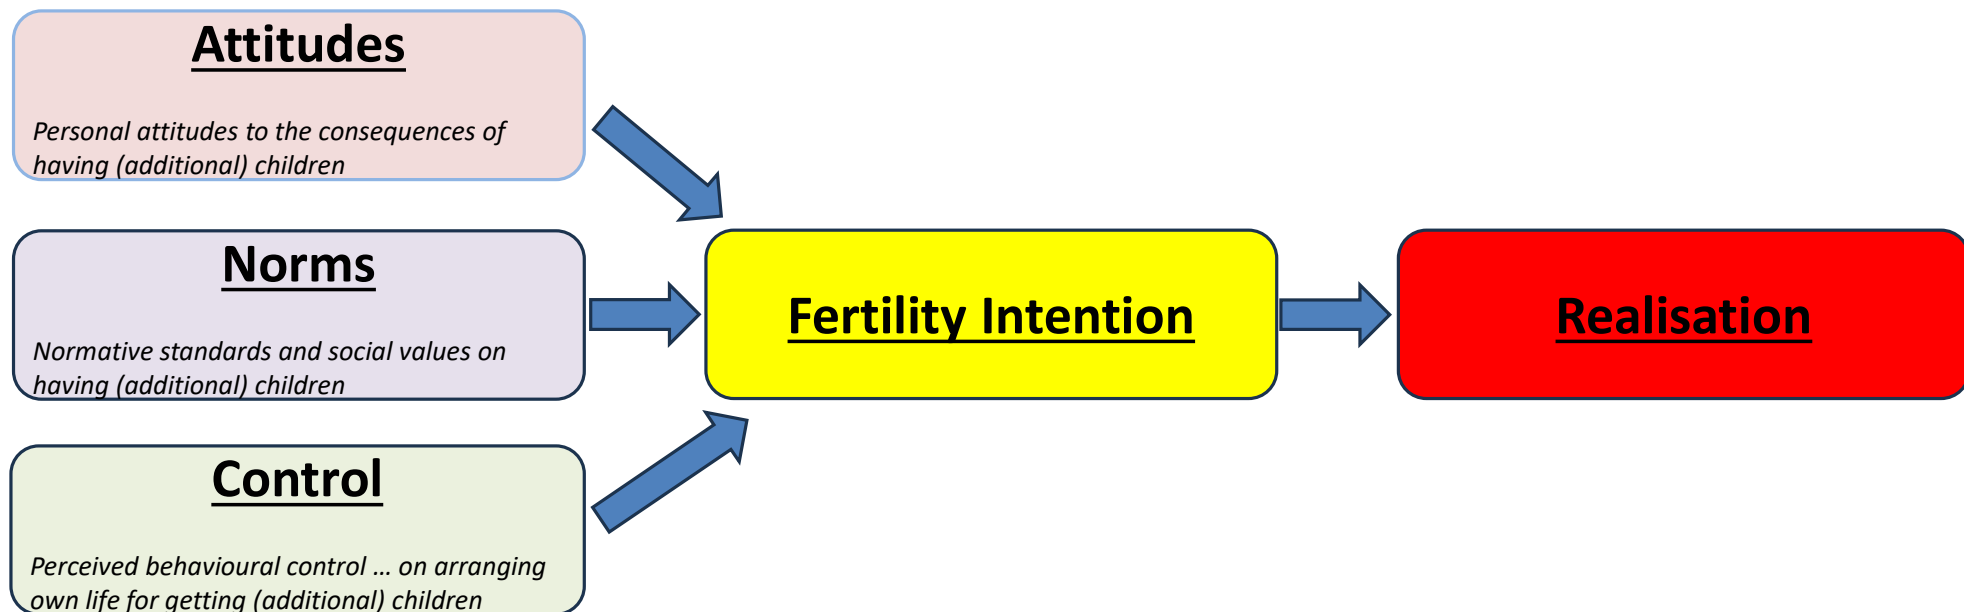 Attitudes
Personal attitudes to the consequences of
having (additional) children
Norms
Normative standards and social values on
having (additional) children
Control
Perceived behavioural control ... on arranging
own life for getting (additional) children
Fertility Intention
Realisation